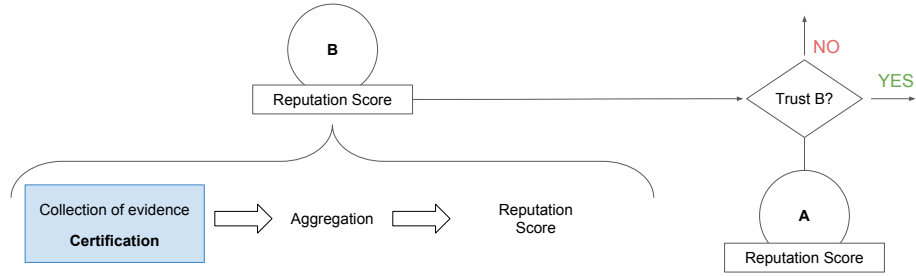 B
Reputation Score
NO
YES
Trust B?
Collection of evidence
Certification
Aggregation
Reputation
Score
A
Reputation Score